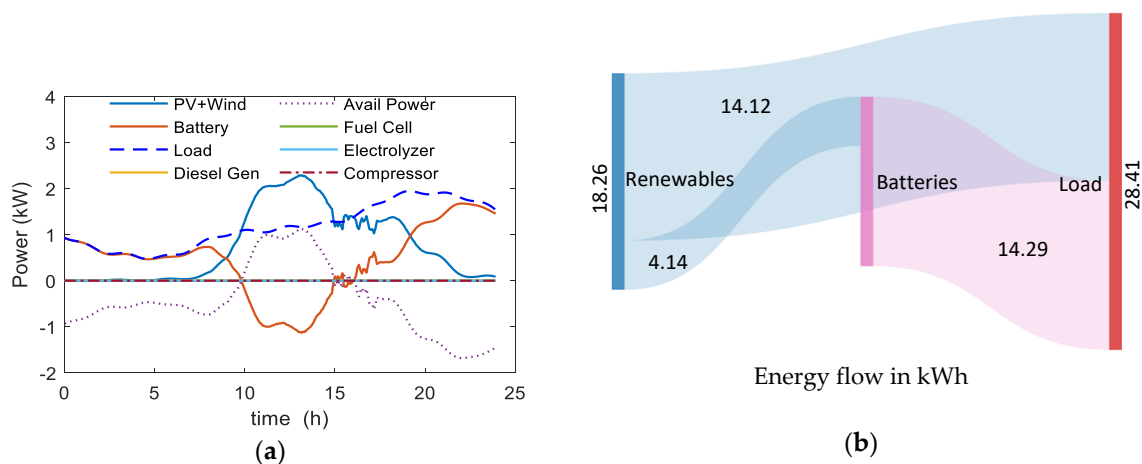 4
3
2
1
0
-1
-2
Power (kW)
PV+Wind
Battery
Load
Diesel Gen
Avail Power
Fuel Cell
Electrolyzer
Compressor
0 5 10 15 20 25
time (h)
(a)
18.26
Renewables
14.12
4.14
Batteries
14.29
Load
28.41
Energy flow in kWh
(b)